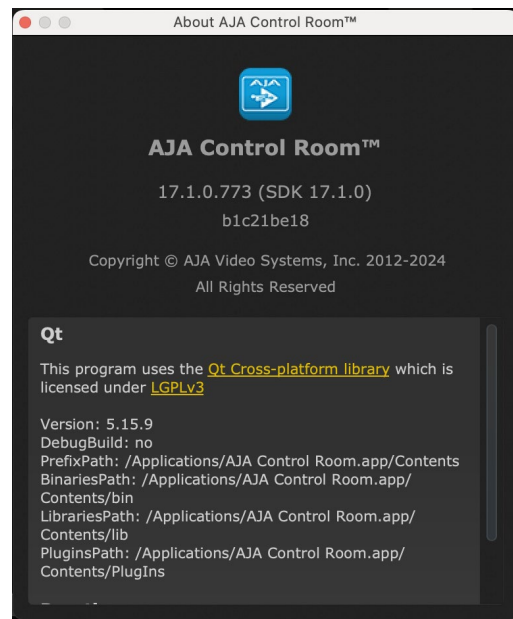 About AJA Control Room™
AJA
AJA Control Room™
17.1.0.773 (SDK 17.1.0)
b1c21be18
Copyright © AJA Video Systems, Inc. 2012-2024
All Rights Reserved
Qt
This program uses the Qt Cross-platform library which is
licensed under LGPLv3
Version: 5.15.9
DebugBuild: no
PrefixPath: /Applications/AJA Control Room.app/Contents
BinariesPath: /Applications/AJA Control Room.app/
Contents/bin
LibrariesPath: /Applications/AJA Control Room.app/
Contents/lib
PluginsPath: /Applications/AJA Control Room.app/
Contents/PlugIns